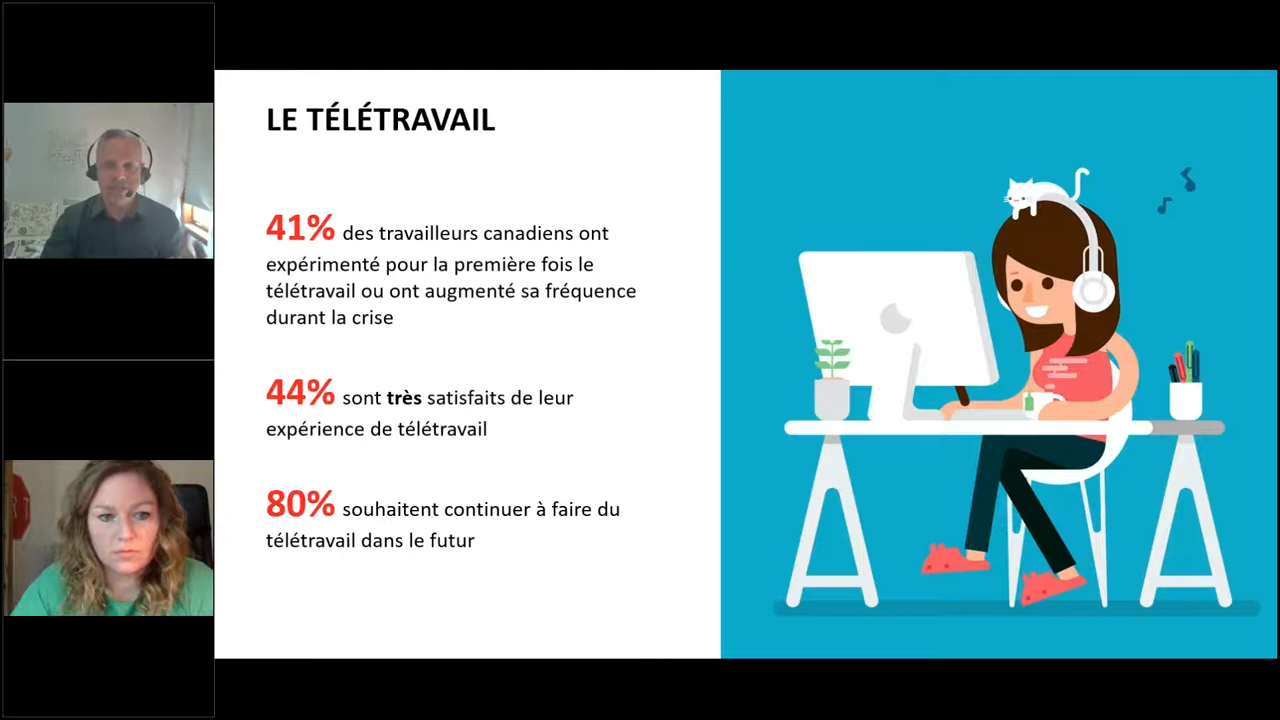 LE TÉLÉTRAVAIL
41% des travailleurs canadiens ont
expérimenté pour la première fois le
télétravail ou ont augmenté sa fréquence
durant la crise
44% sont très satisfaits de leur
expérience de télétravail
80% souhaitent continuer à faire du
télétravail dans le futur